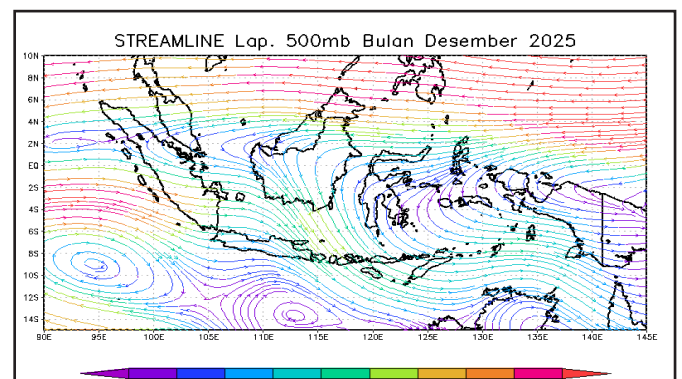 STREAMLINE Lap. 500mb Bulan Desember 2025
10N
8N
6N
4N
2N
EQ
2S
4S
6S
8S
10S
12S
14S
90E 95E 100E 105E 110E 115E 120E 125E 130E 135E 140E 145E